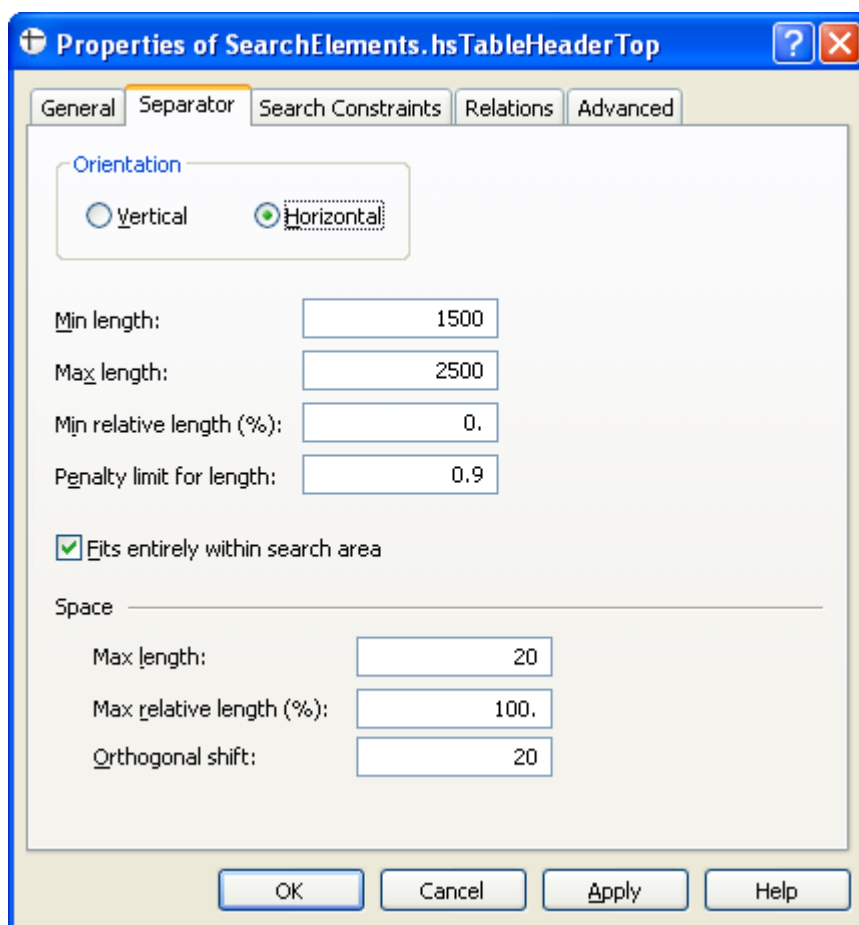 Properties of SearchElements.hsTableHeaderTop
General Separator Search Constraints Relations Advanced
Orientation
Vertical Horizontal
Min length: 1500
Max length: 2500
Min relative length (%): 0.
Penalty limit for length: 0.9
Fits entirely within search area
Space
Max length: 20
Max relative length (%): 100.
Orthogonal shift: 20
OK Cancel Apply Help